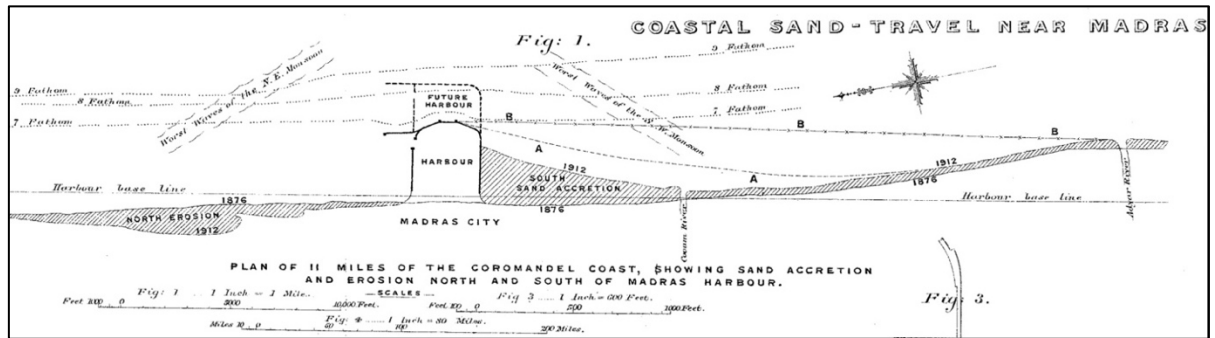 COASTAL SAND-TRAVEL NEAR MADRAS
Fig: 1.
9 Fathom
9 Fathom
8 Fathoms
7 Fathom
Worst Waves of the N.E. Monsoon
Worst Waves of the S.W. Monsoon
8 Fathom
7 Fathom
FUTURE
HARBOUR
B
B
B
HARBOUR
A
A
1912
SOUTH
SAND ACCRETION
1876
1912
1876
Harbour base line
Harbour base line
1876
NORTH EROSION
1912
MADRAS CITY
Cooum River
Adyar River
PLAN OF 11 MILES OF THE COROMANDEL COAST, SHOWING SAND ACCRETION
AND EROSION NORTH AND SOUTH OF MADRAS HARBOUR.
SCALES
Fig: 1 ... 1 Inch = 1 Mile.
Feet 1000 0 5000 10,000 Feet.
Fig 3 .... 1 Inch = 600 Feet.
Feet 100 0 500 1000 Feet.
Fig: ... 1 Inch = 80 Miles.
Miles 10 0 50 100 200 Miles.
Fig: 3.